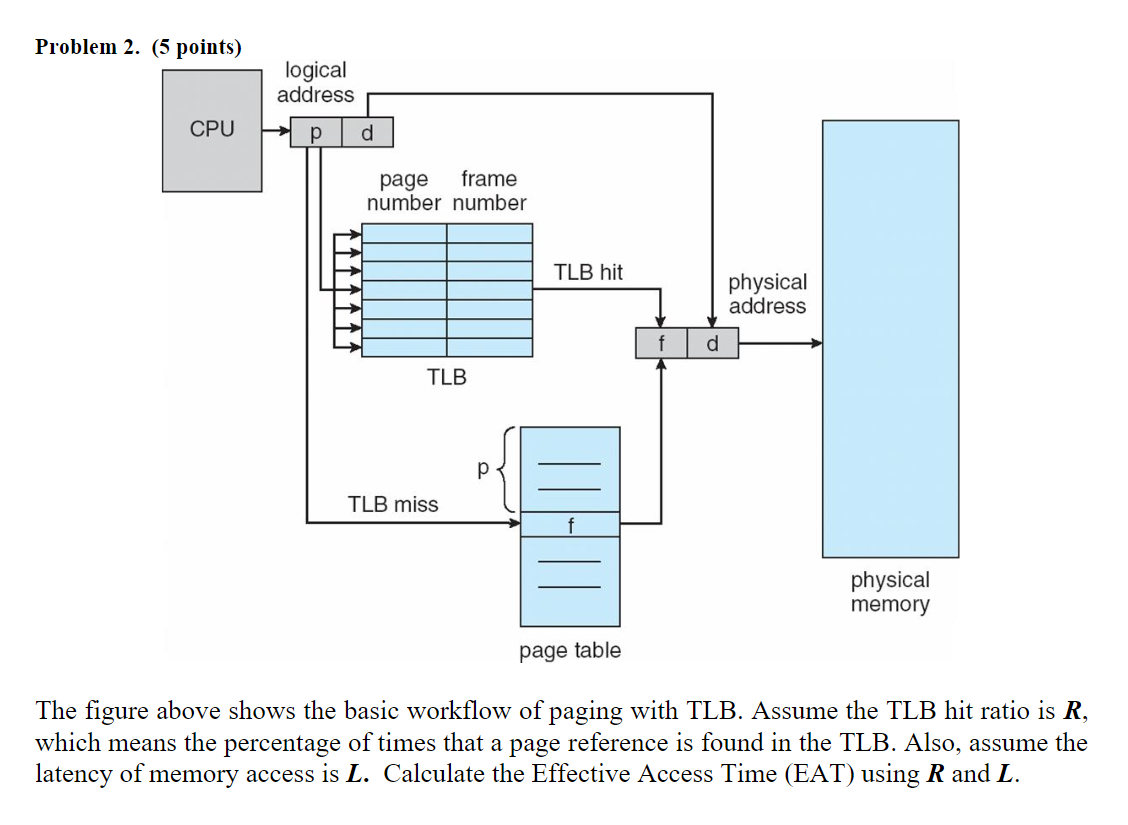 Problem 2. (5 points)
logical
address
CPU
p d
page frame
number number
TLB hit
physical
address
f d
TLB
p
TLB miss
f
physical
memory
page table
The figure above shows the basic workflow of paging with TLB. Assume the TLB hit ratio is R,
which means the percentage of times that a page reference is found in the TLB. Also, assume the
latency of memory access is L. Calculate the Effective Access Time (EAT) using R and L.